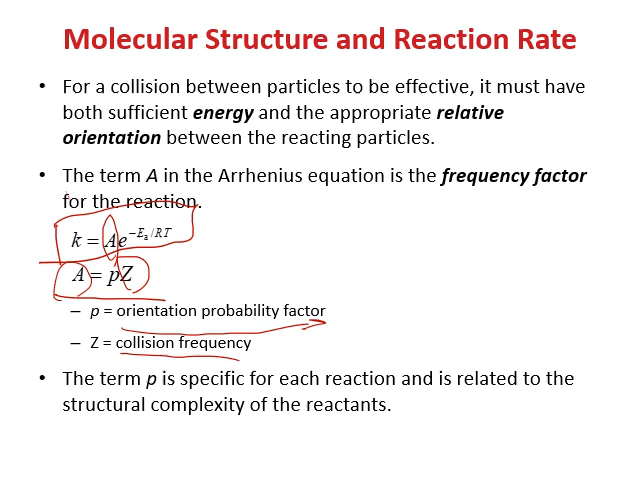 Molecular Structure and Reaction Rate
• For a collision between particles to be effective, it must have
both sufficient energy and the appropriate relative
orientation between the reacting particles.
• The term A in the Arrhenius equation is the frequency factor
for the reaction.
k = Ae^{-E_a/RT}
A = pZ
– p = orientation probability factor
– Z = collision frequency
• The term p is specific for each reaction and is related to the
structural complexity of the reactants.